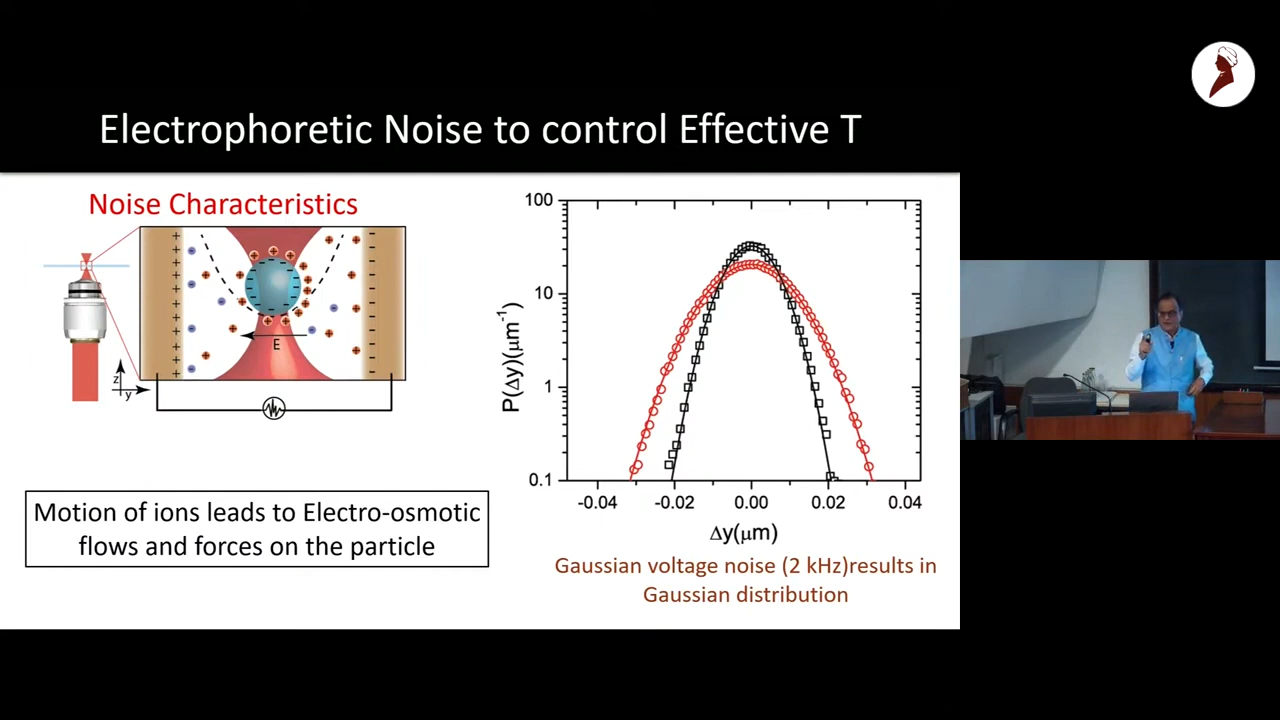 Electrophoretic Noise to control Effective T
Noise Characteristics
E
z
y
Motion of ions leads to Electro-osmotic
flows and forces on the particle
P(Δy)(μm⁻¹)
100
10
1
0.1
-0.04 -0.02 0.00 0.02 0.04
Δy(μm)
Gaussian voltage noise (2 kHz)results in
Gaussian distribution